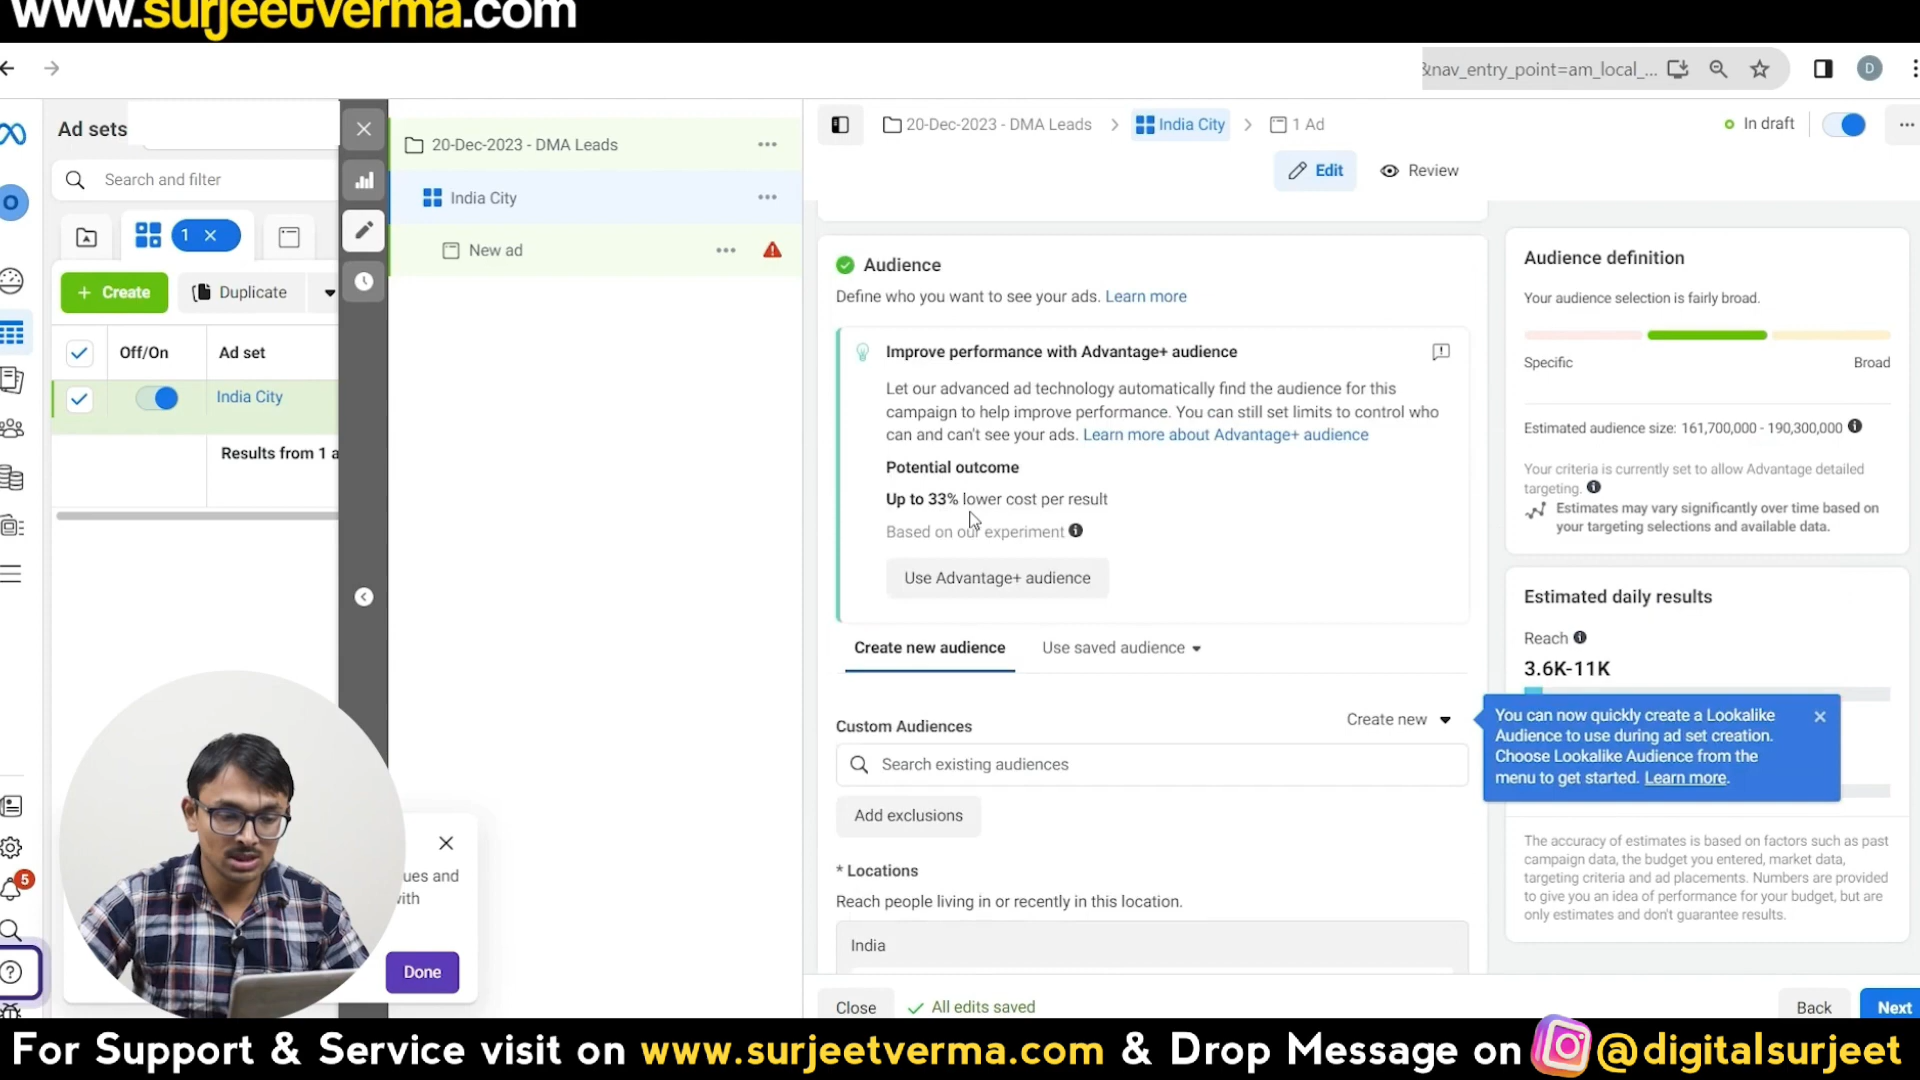 www.surjeetverma.com
&nav_entry_point=am_local_...
D
Ad sets
20-Dec-2023 - DMA Leads
India City
1 Ad
In draft
20-Dec-2023 - DMA Leads
Search and filter
Edit
Review
India City
O
1
New ad
Create
Duplicate
Off/On
Ad set
India City
Results from 1 a
Audience
Define who you want to see your ads. Learn more
Improve performance with Advantage+ audience
Let our advanced ad technology automatically find the audience for this
campaign to help improve performance. You can still set limits to control who
can and can't see your ads. Learn more about Advantage+ audience
Potential outcome
Up to 33% lower cost per result
Based on our experiment
Use Advantage+ audience
Create new audience
Use saved audience
Custom Audiences
Create new
Search existing audiences
Add exclusions
* Locations
Reach people living in or recently in this location.
India
Audience definition
Your audience selection is fairly broad.
Specific
Broad
Estimated audience size: 161,700,000 - 190,300,000
Your criteria is currently set to allow Advantage detailed
targeting.
Estimates may vary significantly over time based on
your targeting selections and available data.
Estimated daily results
Reach
3.6K-11K
You can now quickly create a Lookalike
Audience to use during ad set creation.
Choose Lookalike Audience from the
menu to get started. Learn more.
The accuracy of estimates is based on factors such as past
campaign data, the budget you entered, market data,
targeting criteria and ad placements. Numbers are provided
to give you an idea of performance for your budget, but are
only estimates and don't guarantee results.
5
ues and
with
Done
Close
All edits saved
Back
Next
For Support & Service visit on www.surjeetverma.com & Drop Message on @digitalsurjeet